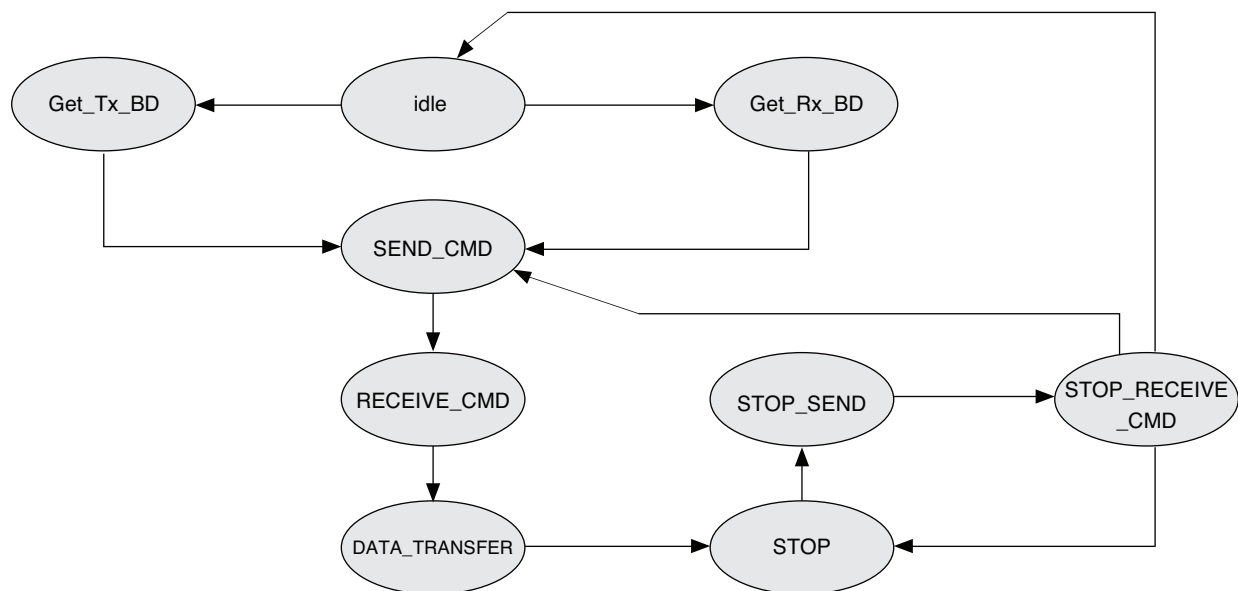 Get_Tx_BD
idle
Get_Rx_BD
SEND_CMD
RECEIVE_CMD
STOP_SEND
STOP_RECEIVE
_CMD
DATA_TRANSFER
STOP